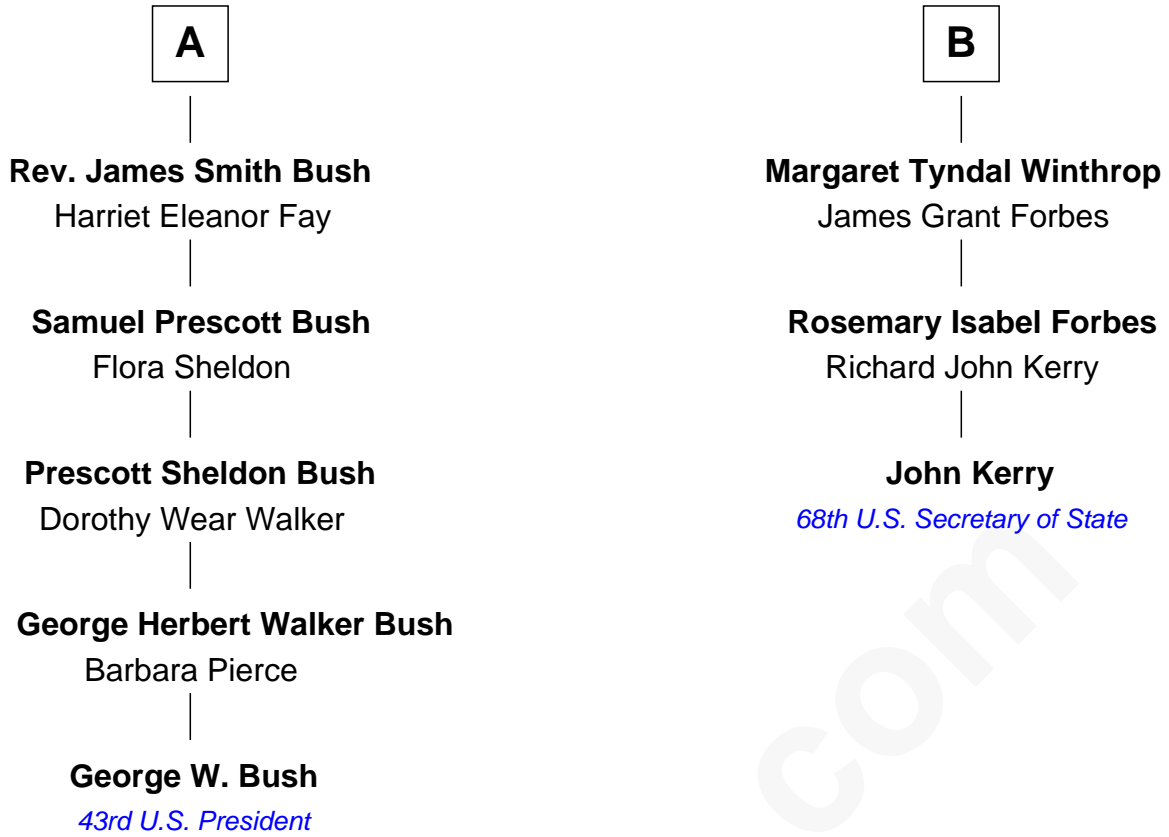 A
Rev. James Smith Bush
Harriet Eleanor Fay
Samuel Prescott Bush
Flora Sheldon
Prescott Sheldon Bush
Dorothy Wear Walker
George Herbert Walker Bush
Barbara Pierce
George W. Bush
43rd U.S. President
B
Margaret Tyndal Winthrop
James Grant Forbes
Rosemary Isabel Forbes
Richard John Kerry
John Kerry
68th U.S. Secretary of State
com